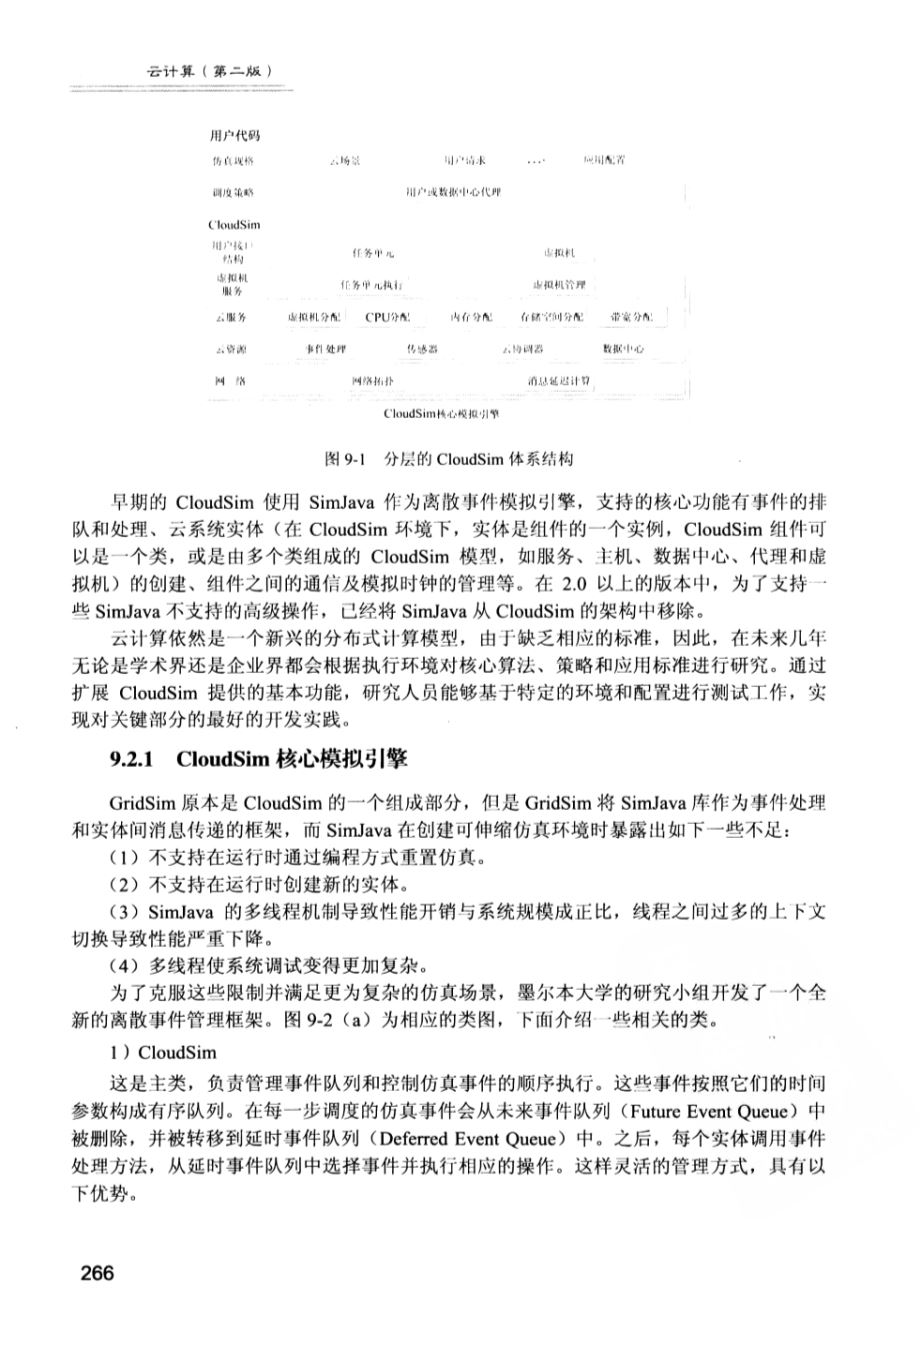 云计算（第二版）
用户代码
仿真规格 云场景 用户请求 …. 应用配置
调度策略 用户或数据中心代理
CloudSim
用户接口
结构 任务单元 虚拟机
虚拟机
服务 任务单元执行 虚拟机管理
云服务 虚拟机分配 CPU分配 内存分配 存储空间分配 带宽分配
云资源 事件处理 传感器 云协调器 数据中心
网 络 网络拓扑 消息延迟计算
CloudSim核心模拟引擎
图 9-1 分层的 CloudSim 体系结构
早期的 CloudSim 使用 SimJava 作为离散事件模拟引擎，支持的核心功能有事件的排
队和处理、云系统实体（在 CloudSim 环境下，实体是组件的一个实例，CloudSim 组件可
以是一个类，或是由多个类组成的 CloudSim 模型，如服务、主机、数据中心、代理和虚
拟机）的创建、组件之间的通信及模拟时钟的管理等。在 2.0 以上的版本中，为了支持一
些 SimJava 不支持的高级操作，已经将 SimJava 从 CloudSim 的架构中移除。
云计算依然是一个新兴的分布式计算模型，由于缺乏相应的标准，因此，在未来几年
无论是学术界还是企业界都会根据执行环境对核心算法、策略和应用标准进行研究。通过
扩展 CloudSim 提供的基本功能，研究人员能够基于特定的环境和配置进行测试工作，实
现对关键部分的最好的开发实践。
9.2.1 CloudSim 核心模拟引擎
GridSim 原本是 CloudSim 的一个组成部分，但是 GridSim 将 SimJava 库作为事件处理
和实体间消息传递的框架，而 SimJava 在创建可伸缩仿真环境时暴露出如下一些不足：
（1）不支持在运行时通过编程方式重置仿真。
（2）不支持在运行时创建新的实体。
（3）SimJava 的多线程机制导致性能开销与系统规模成正比，线程之间过多的上下文
切换导致性能严重下降。
（4）多线程使系统调试变得更加复杂。
为了克服这些限制并满足更为复杂的仿真场景，墨尔本大学的研究小组开发了一个全
新的离散事件管理框架。图 9-2（a）为相应的类图，下面介绍一些相关的类。
1）CloudSim
这是主类，负责管理事件队列和控制仿真事件的顺序执行。这些事件按照它们的时间
参数构成有序队列。在每一步调度的仿真事件会从未来事件队列（Future Event Queue）中
被删除，并被转移到延时事件队列（Deferred Event Queue）中。之后，每个实体调用事件
处理方法，从延时事件队列中选择事件并执行相应的操作。这样灵活的管理方式，具有以
下优势。
266